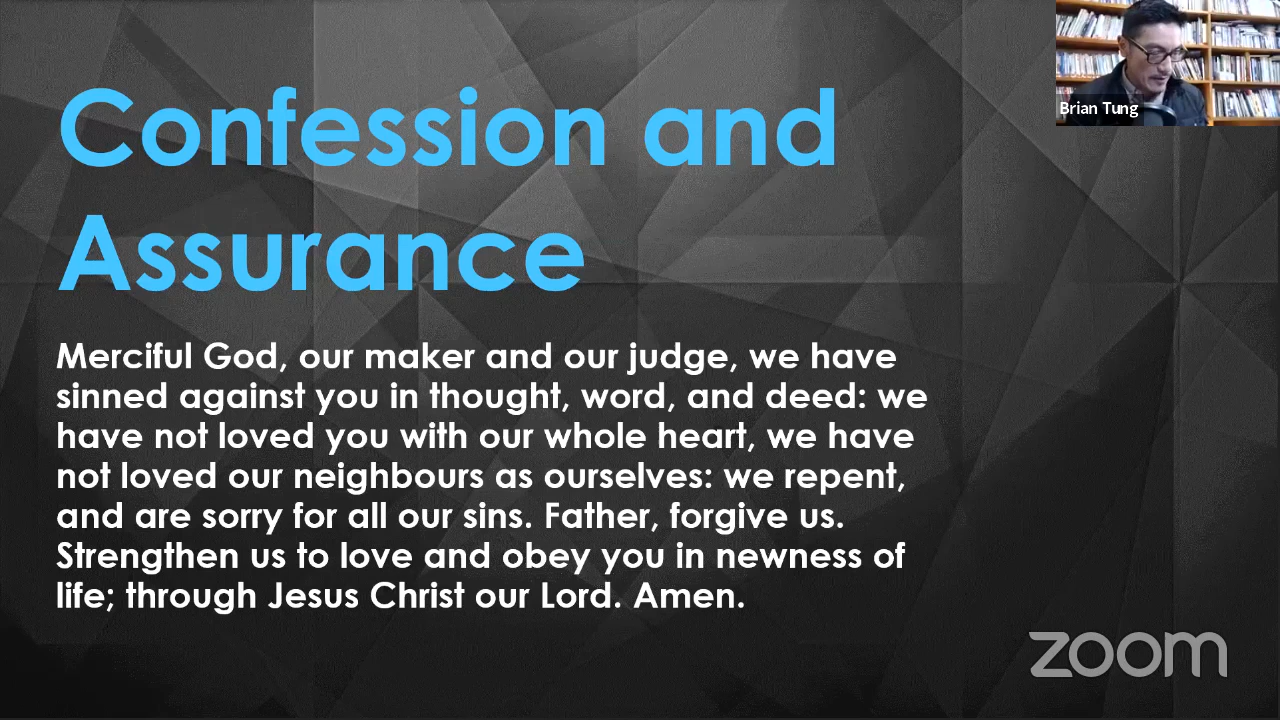 Confession and
Assurance
Brian Tung
Merciful God, our maker and our judge, we have
sinned against you in thought, word, and deed: we
have not loved you with our whole heart, we have
not loved our neighbours as ourselves: we repent,
and are sorry for all our sins. Father, forgive us.
Strengthen us to love and obey you in newness of
life; through Jesus Christ our Lord. Amen.
zoom